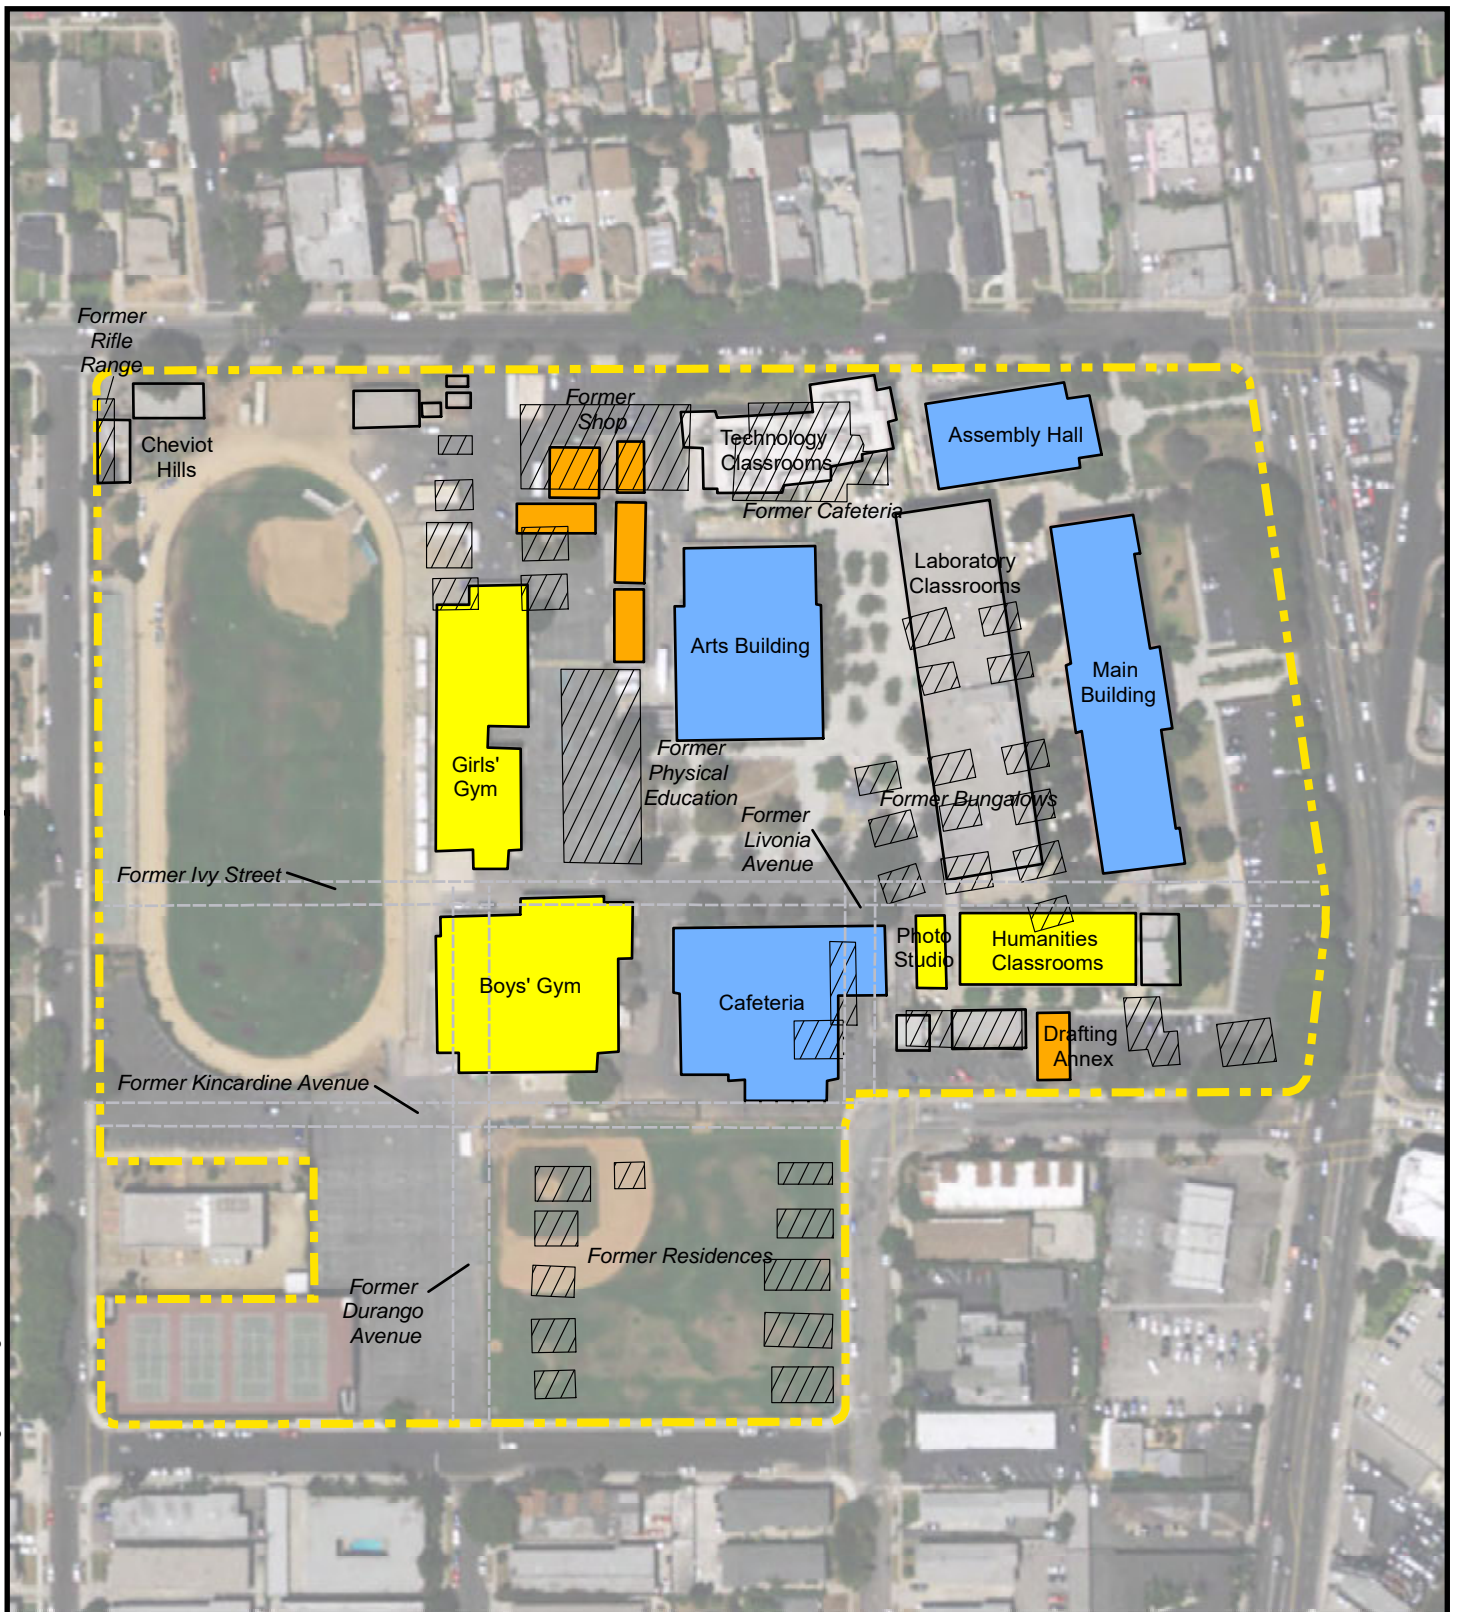 Former
Rifle
Range
Cheviot
Hills
Former
Shop
Technology
Classrooms
Former Cafeteria
Assembly Hall
Laboratory
Classrooms
Arts Building
Main
Building
Girls'
Gym
Former
Physical
Education
Former Bungalows
Former
Livonia
Avenue
Former Ivy Street
Photo
Studio
Humanities
Classrooms
Boys' Gym
Cafeteria
Drafting
Annex
Former Kincardine Avenue
Former Residences
Former
Durango
Avenue